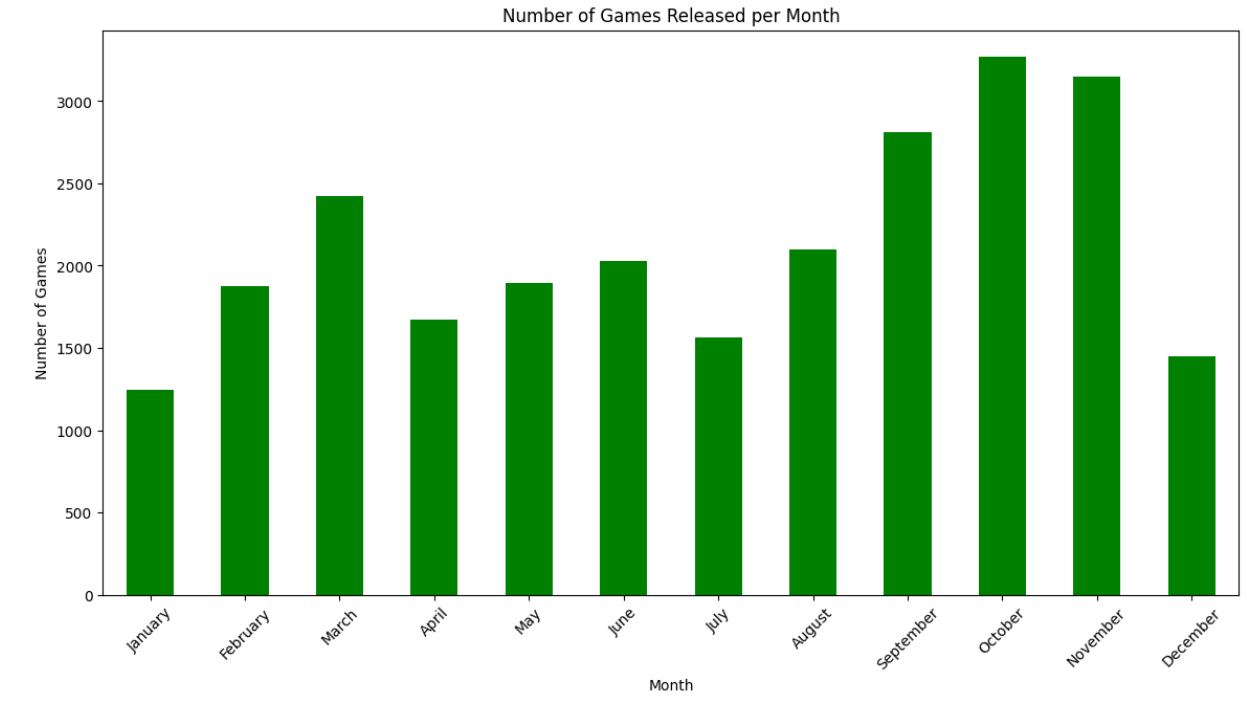 Number of Games Released per Month
Number of Games
3000
2500
2000
1500
1000
500
0
January
February
March
April
May
June
July
August
September
October
November
December
Month